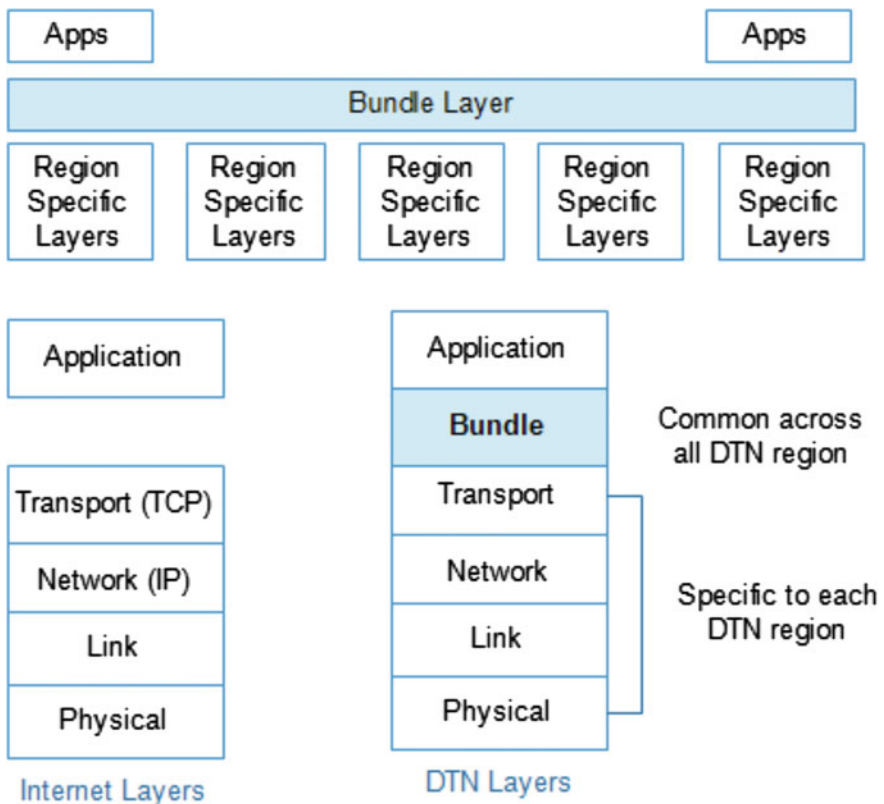 Apps
Apps
Bundle Layer
Region
Specific
Layers
Region
Specific
Layers
Region
Specific
Layers
Region
Specific
Layers
Region
Specific
Layers
Application
Transport (TCP)
Network (IP)
Link
Physical
Internet Layers
Application
Bundle
Transport
Network
Link
Physical
DTN Layers
Common across
all DTN region
Specific to each
DTN region